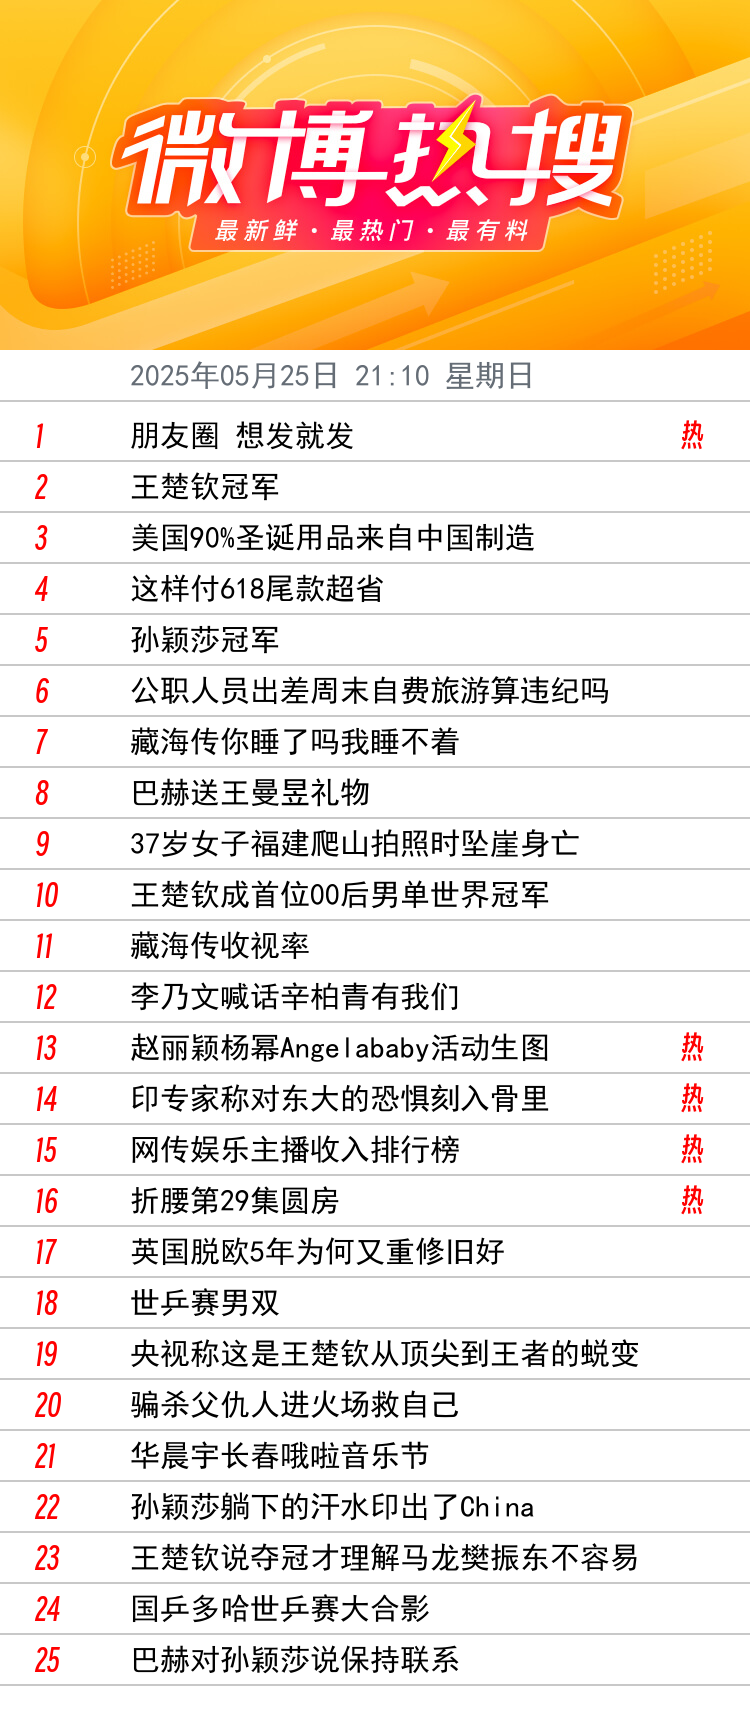 微博热搜
最新鲜·最热门·最有料
2025年05月25日 21:10 星期日
1 朋友圈 想发就发 热
2 王楚钦冠军
3 美国90%圣诞用品来自中国制造
4 这样付618尾款超省
5 孙颖莎冠军
6 公职人员出差周末自费旅游算违纪吗
7 藏海传你睡了吗我睡不着
8 巴赫送王曼昱礼物
9 37岁女子福建爬山拍照时坠崖身亡
10 王楚钦成首位00后男单世界冠军
11 藏海传收视率
12 李乃文喊话辛柏青有我们
13 赵丽颖杨幂Angelababy活动生图 热
14 印专家称对东大的恐惧刻入骨里 热
15 网传娱乐主播收入排行榜 热
16 折腰第29集圆房 热
17 英国脱欧5年为何又重修旧好
18 世乒赛男双
19 央视称这是王楚钦从顶尖到王者的蜕变
20 骗杀父仇人进火场救自己
21 华晨宇长春哦啦音乐节
22 孙颖莎躺下的汗水印出了China
23 王楚钦说夺冠才理解马龙樊振东不容易
24 国乒多哈世乒赛大合影
25 巴赫对孙颖莎说保持联系